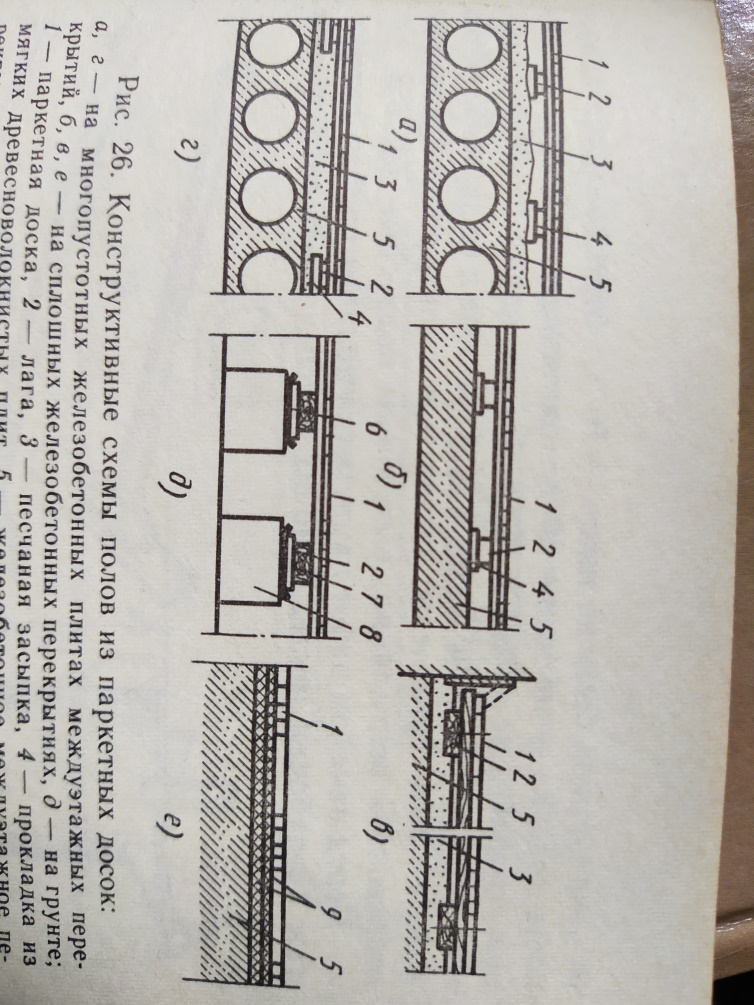 1 2 3 4 5
а)
1 2 4 5
б)
1 2 5 3
в)
1 3 5 2 4
г)
6 1 2 7 8
д)
1 9 5
е)
Рис. 26. Конструктивные схемы полов из паркетных досок:
а, г — на многопустотных железобетонных плитах междуэтажных пере-
крытий, б, в, е — на сплошных железобетонных перекрытиях, д — на грунте;
1 — паркетная доска, 2 — лага, 3 — песчаная засыпка, 4 — прокладка из
мягких древесноволокнистых плит, 5 — железобетонное междуэтажное пе-